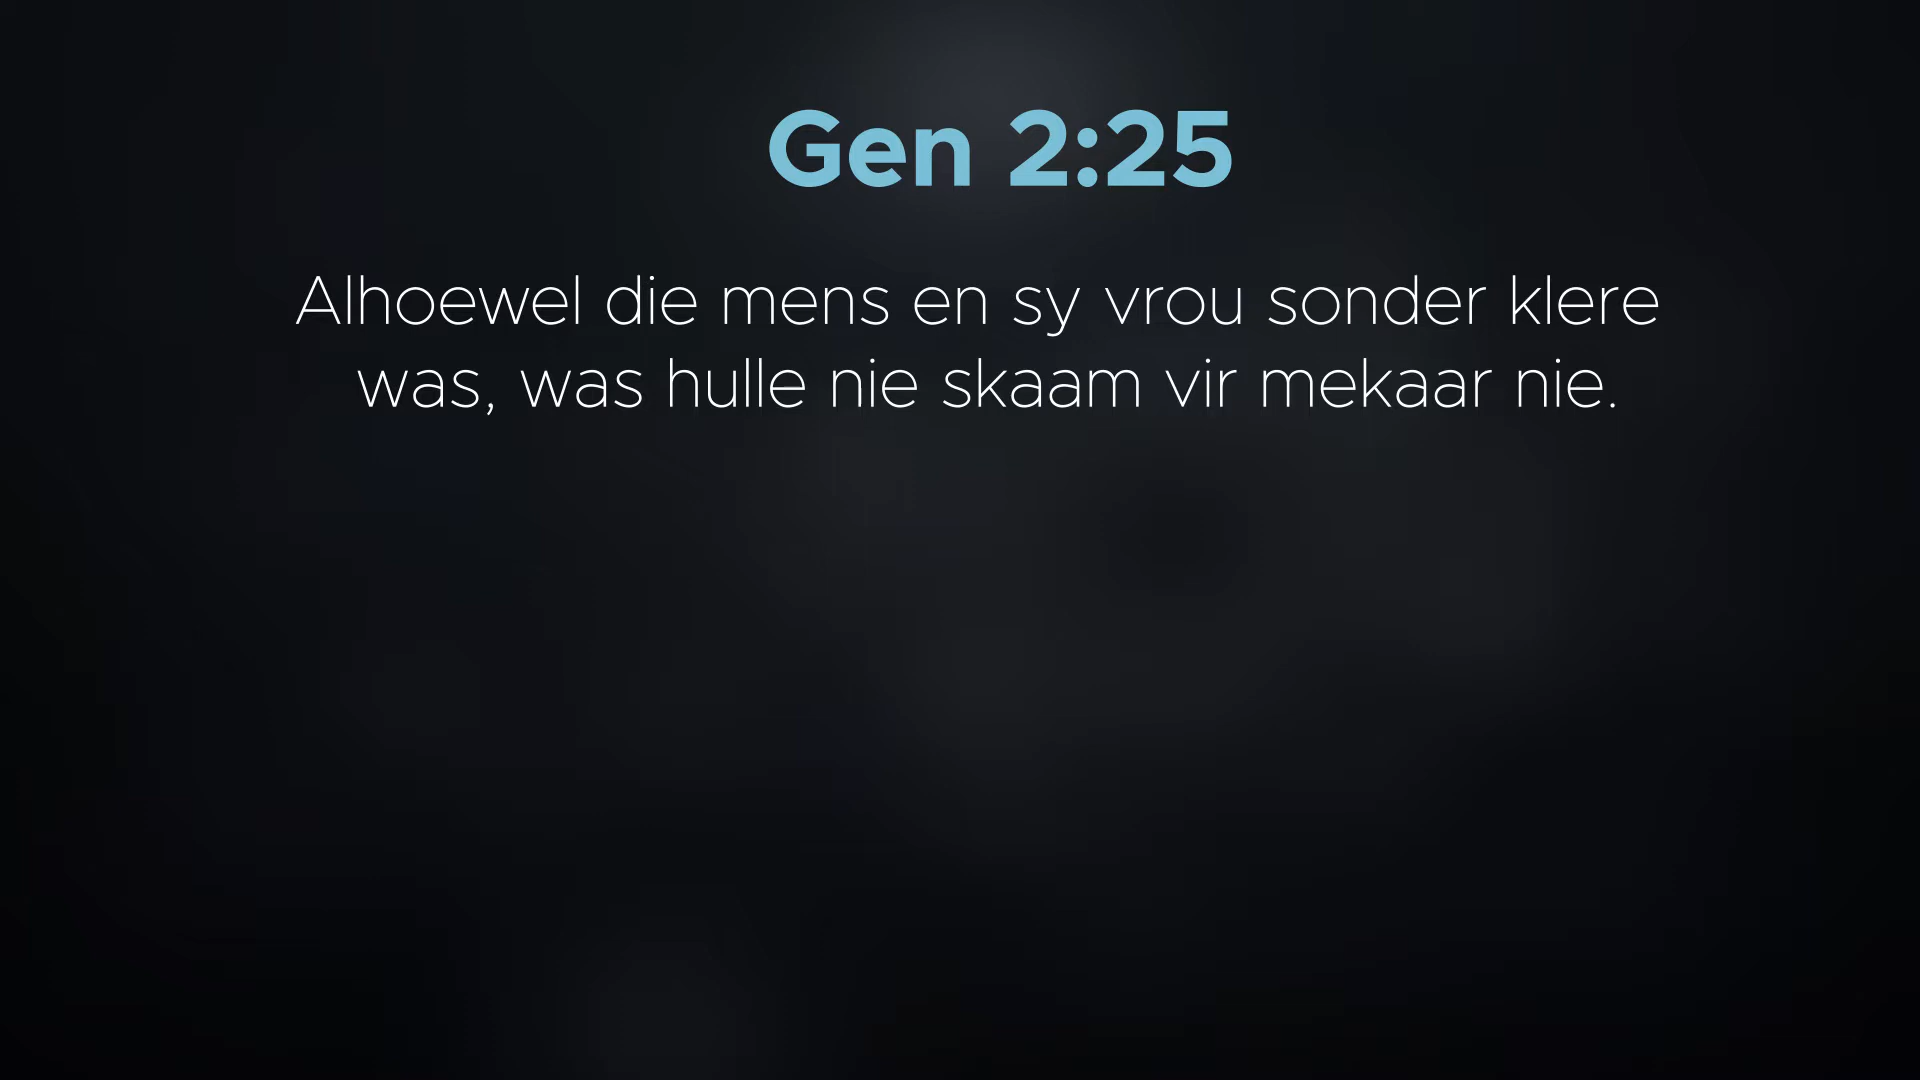 Gen 2:25
Alhoewel die mens en sy vrou sonder klere
was, was hulle nie skaam vir mekaar nie.